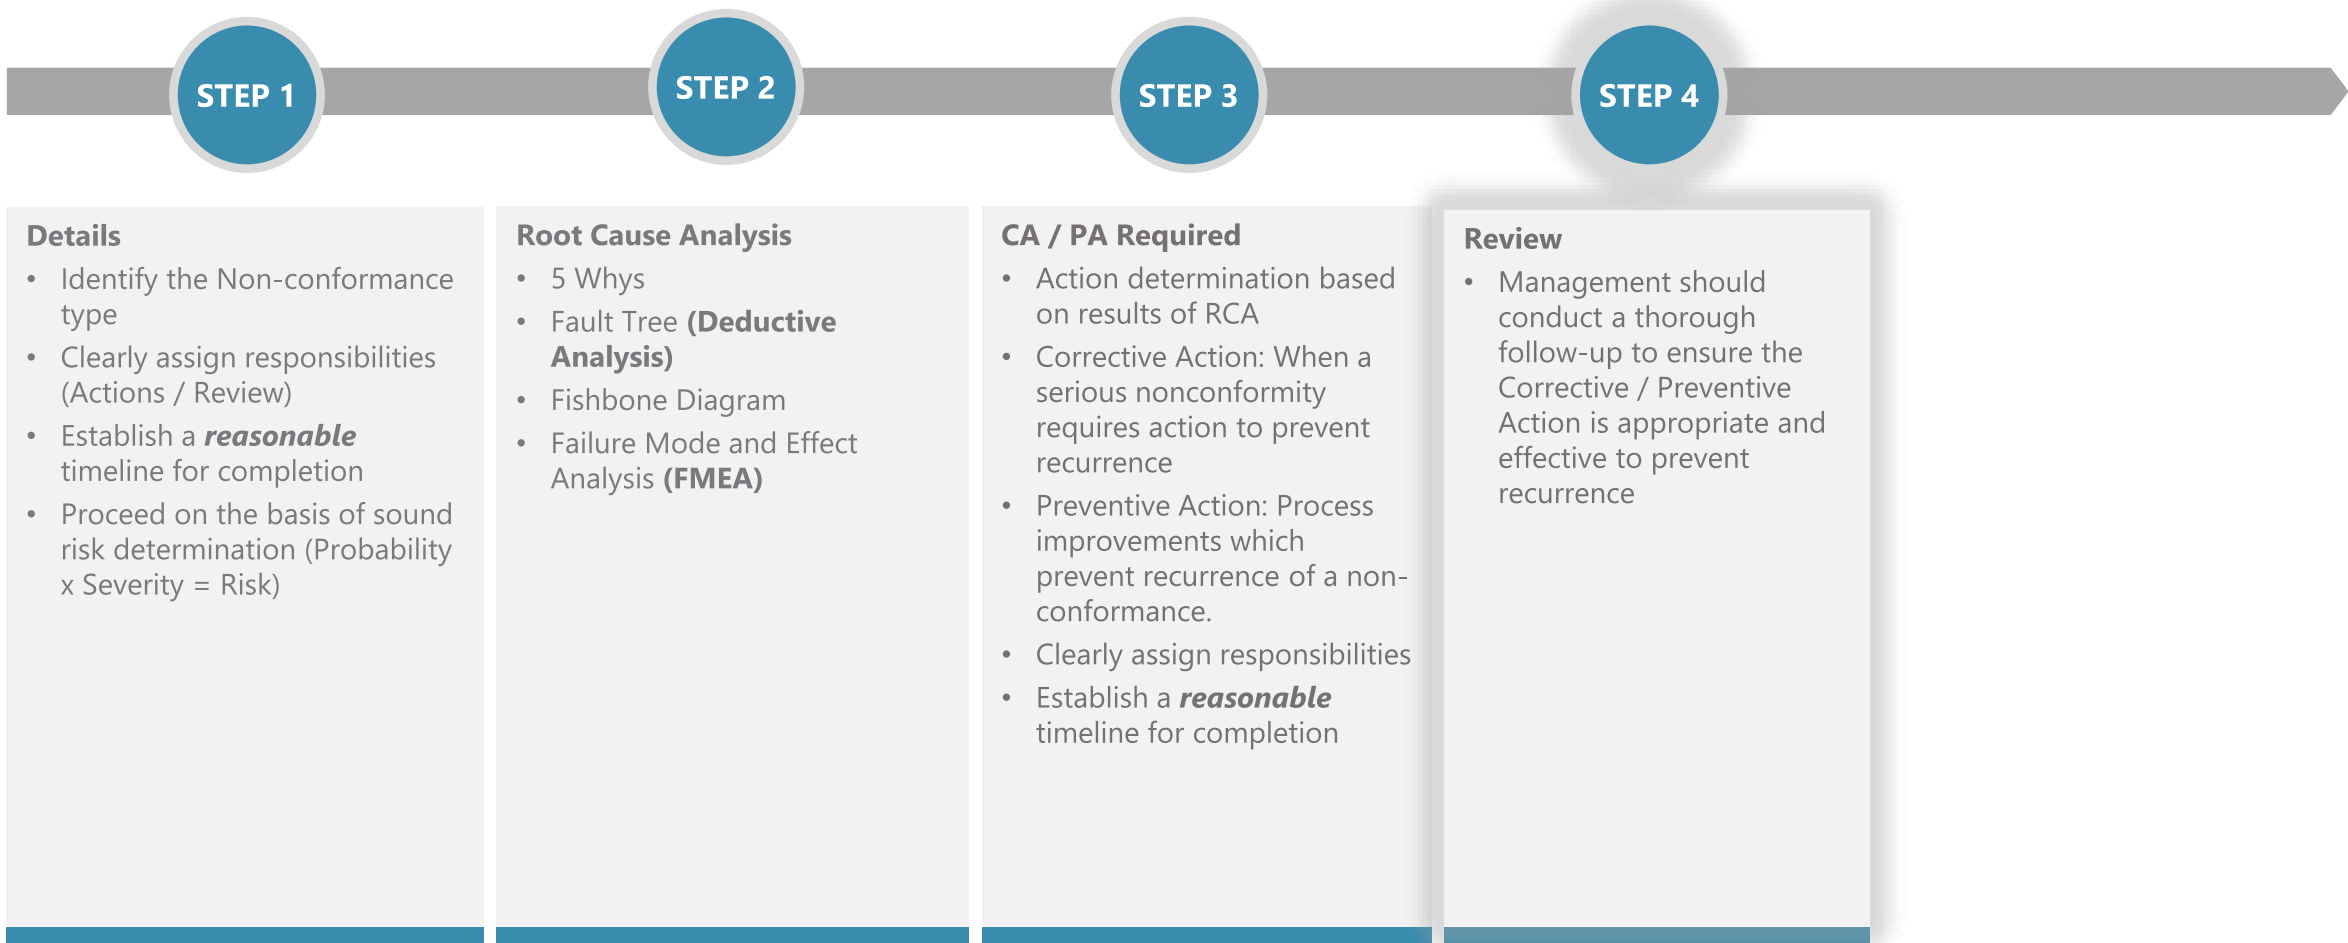 STEP 1
STEP 2
STEP 3
STEP 4
Details
• Identify the Non-conformance
type
• Clearly assign responsibilities
(Actions / Review)
• Establish a reasonable
timeline for completion
• Proceed on the basis of sound
risk determination (Probability
x Severity = Risk)
Root Cause Analysis
• 5 Whys
• Fault Tree (Deductive
Analysis)
• Fishbone Diagram
• Failure Mode and Effect
Analysis (FMEA)
CA / PA Required
• Action determination based
on results of RCA
• Corrective Action: When a
serious nonconformity
requires action to prevent
recurrence
• Preventive Action: Process
improvements which
prevent recurrence of a non-
conformance.
• Clearly assign responsibilities
• Establish a reasonable
timeline for completion
Review
• Management should
conduct a thorough
follow-up to ensure the
Corrective / Preventive
Action is appropriate and
effective to prevent
recurrence